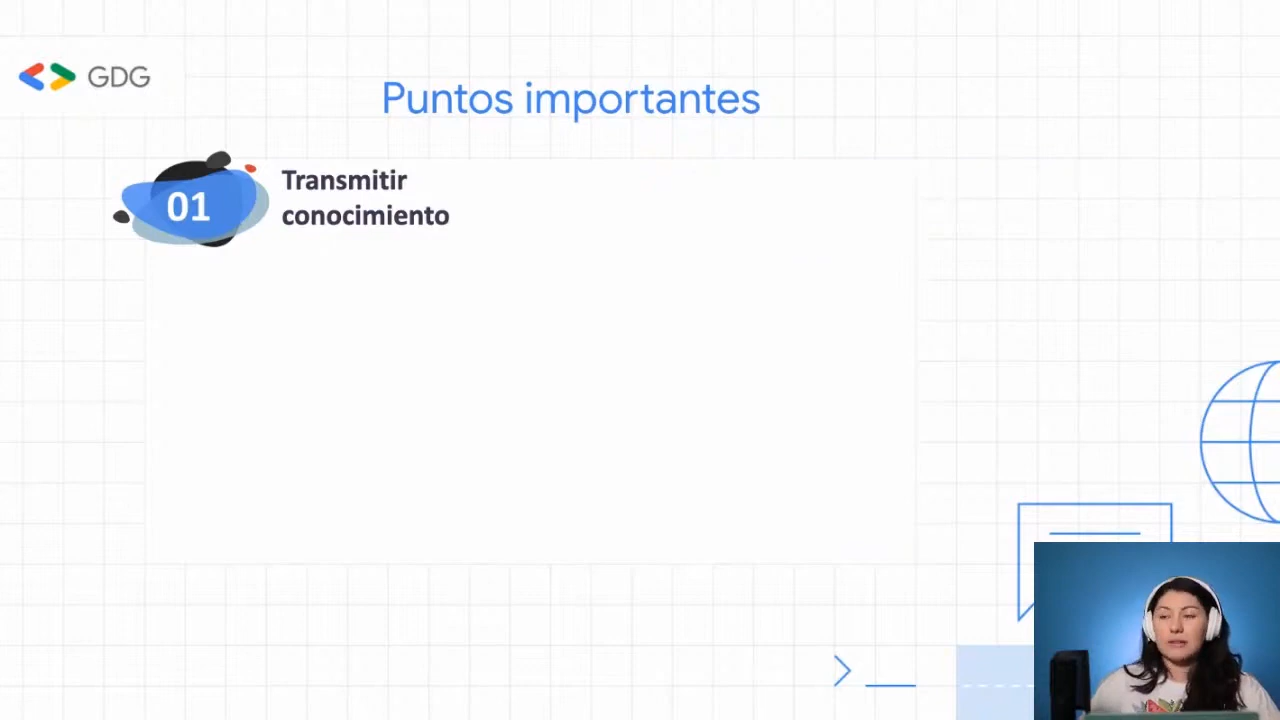 GDG
Puntos importantes
01
Transmitir
conocimiento